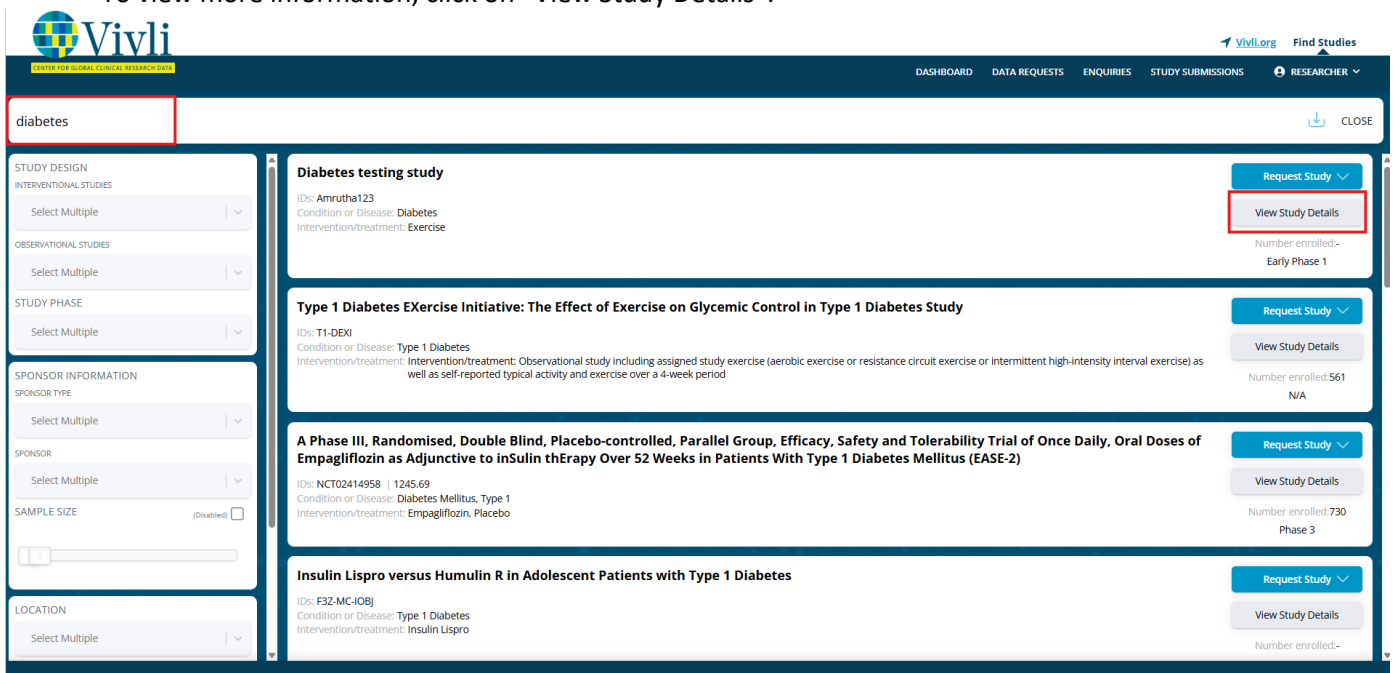 To view more information, click on "View Study Details".
Vivli
CENTER FOR GLOBAL CLINICAL RESEARCH DATA
Vivli.org Find Studies
DASHBOARD DATA REQUESTS ENQUIRIES STUDY SUBMISSIONS RESEARCHER
diabetes
CLOSE
STUDY DESIGN
INTERVENTIONAL STUDIES
Select Multiple
OBSERVATIONAL STUDIES
Select Multiple
STUDY PHASE
Select Multiple
SPONSOR INFORMATION
SPONSOR TYPE
Select Multiple
SPONSOR
Select Multiple
SAMPLE SIZE (Disabled)
LOCATION
Select Multiple
Diabetes testing study
IDs: Amrutha123
Condition or Disease: Diabetes
Intervention/treatment: Exercise
Request Study
View Study Details
Number enrolled:-
Early Phase 1
Type 1 Diabetes EXercise Initiative: The Effect of Exercise on Glycemic Control in Type 1 Diabetes Study
IDs: T1-DEXI
Condition or Disease: Type 1 Diabetes
Intervention/treatment: Intervention/treatment: Observational study including assigned study exercise (aerobic exercise or resistance circuit exercise or intermittent high-intensity interval exercise) as
well as self-reported typical activity and exercise over a 4-week period
Request Study
View Study Details
Number enrolled:561
N/A
A Phase III, Randomised, Double Blind, Placebo-controlled, Parallel Group, Efficacy, Safety and Tolerability Trial of Once Daily, Oral Doses of
Empagliflozin as Adjunctive to inSulin thErapy Over 52 Weeks in Patients With Type 1 Diabetes Mellitus (EASE-2)
IDs: NCT02414958 | 1245.69
Condition or Disease: Diabetes Mellitus, Type 1
Intervention/treatment: Empagliflozin, Placebo
Request Study
View Study Details
Number enrolled:730
Phase 3
Insulin Lispro versus Humulin R in Adolescent Patients with Type 1 Diabetes
IDs: F3Z-MC-IOBJ
Condition or Disease: Type 1 Diabetes
Intervention/treatment: Insulin Lispro
Request Study
View Study Details
Number enrolled:-